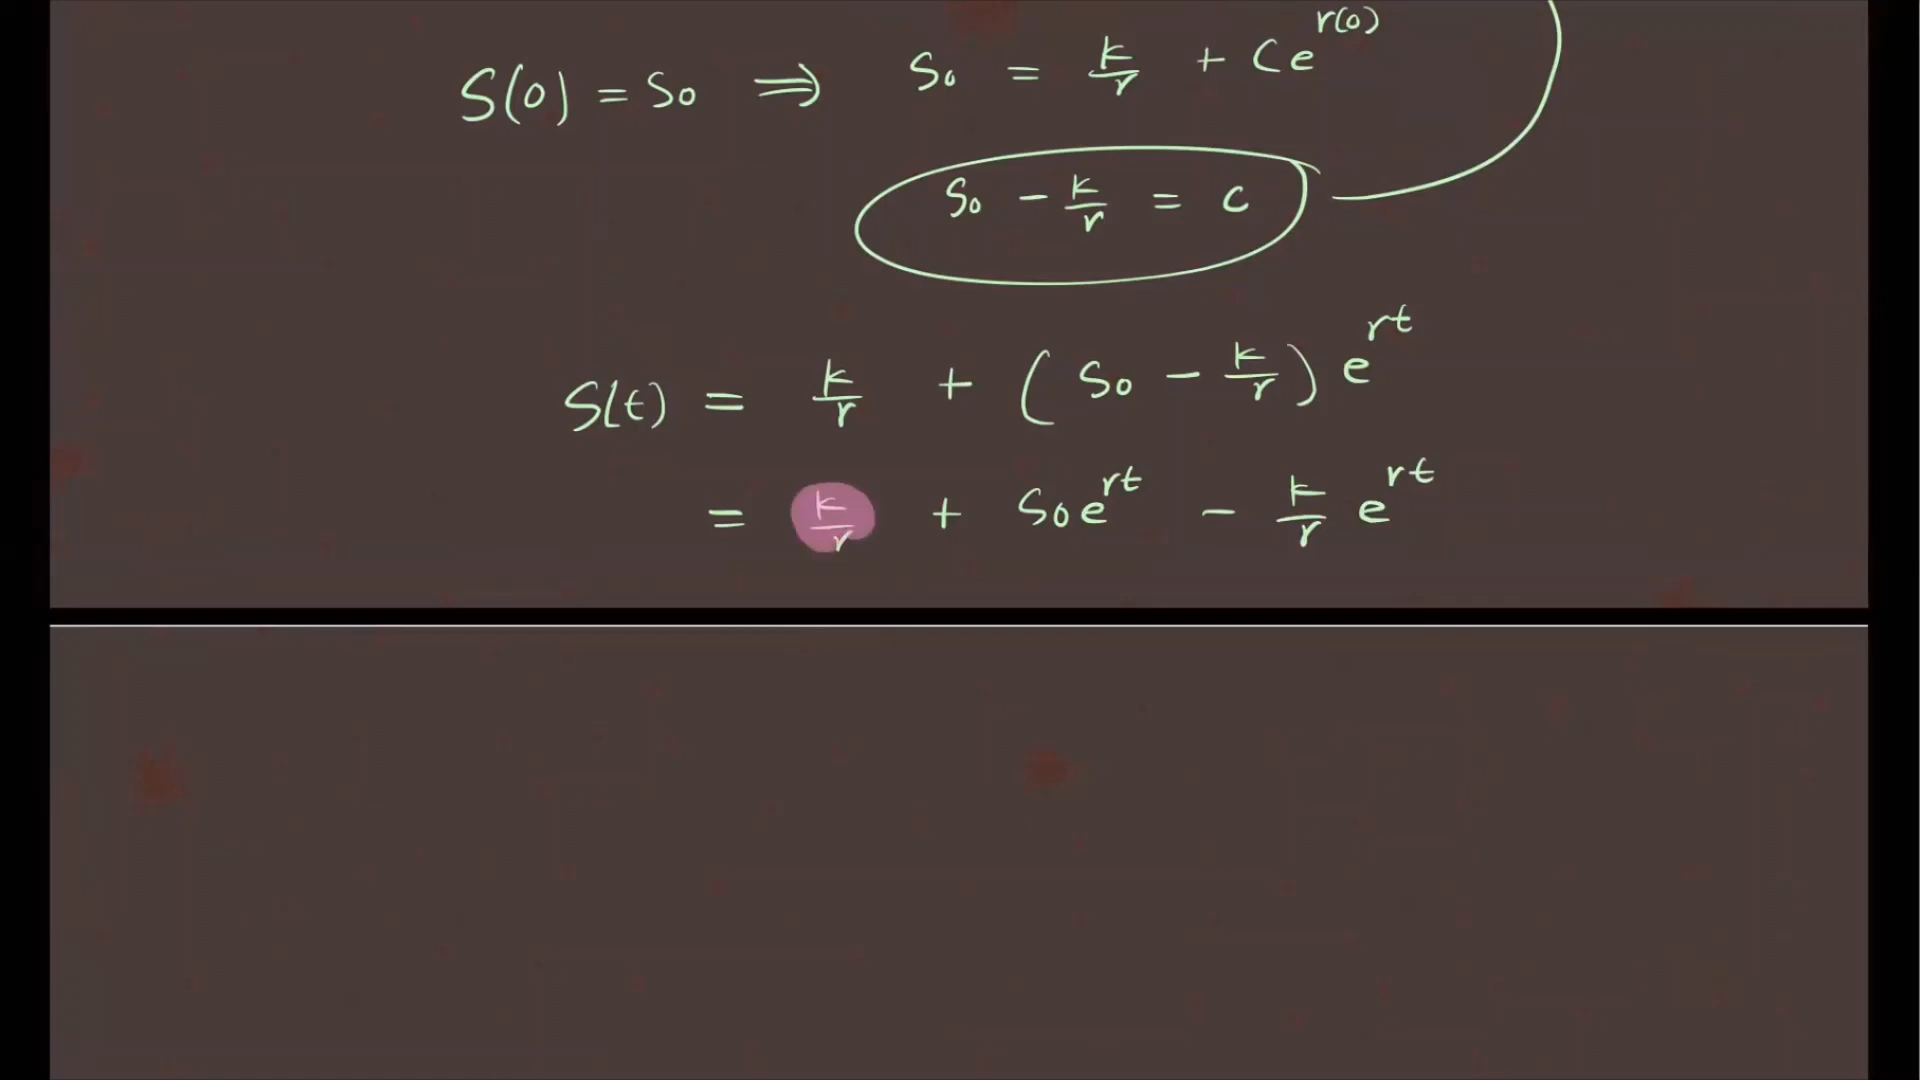 S(0) = S₀ ⟹ S₀ = k/r + Ce^{r(0)}
S₀ - k/r = C
S(t) = k/r + (S₀ - k/r) e^{rt}
= k/r + S₀e^{rt} - k/r e^{rt}